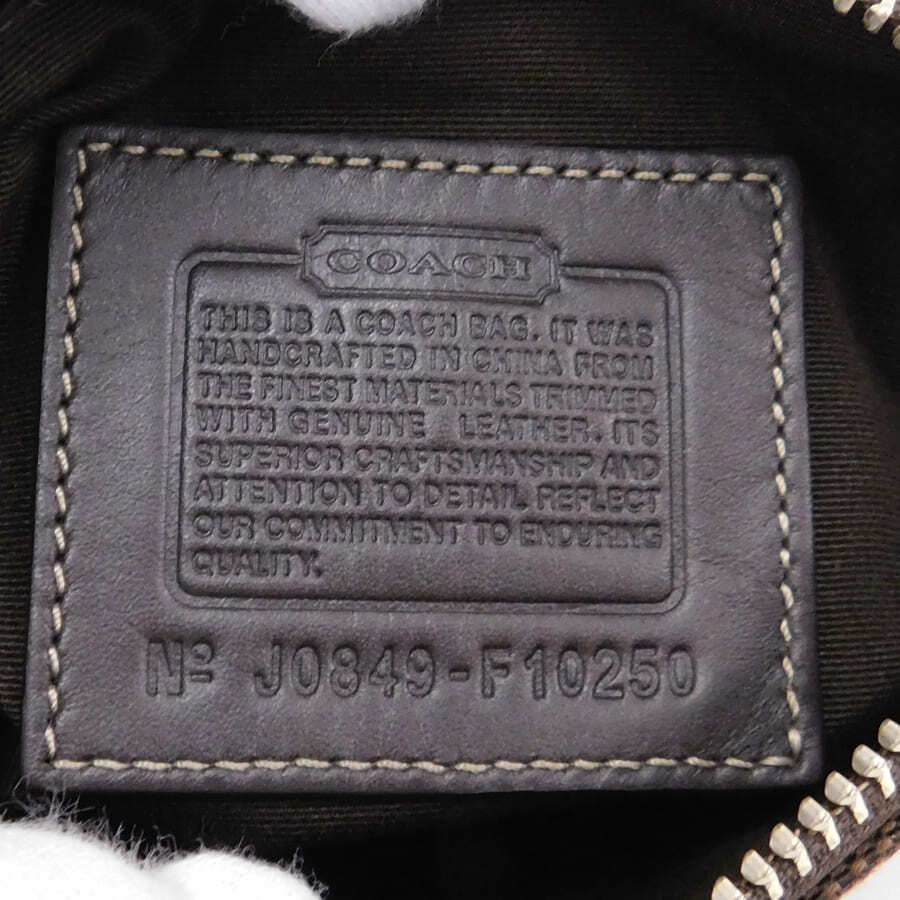 COACH
THIS IS A COACH BAG. IT WAS
HANDCRAFTED IN CHINA FROM
THE FINEST MATERIALS TRIMMED
WITH GENUINE LEATHER. ITS
SUPERIOR CRAFTSMANSHIP AND
ATTENTION TO DETAIL REFLECT
OUR COMMITMENT TO ENDURING
QUALITY.
Nº J0849-F10250